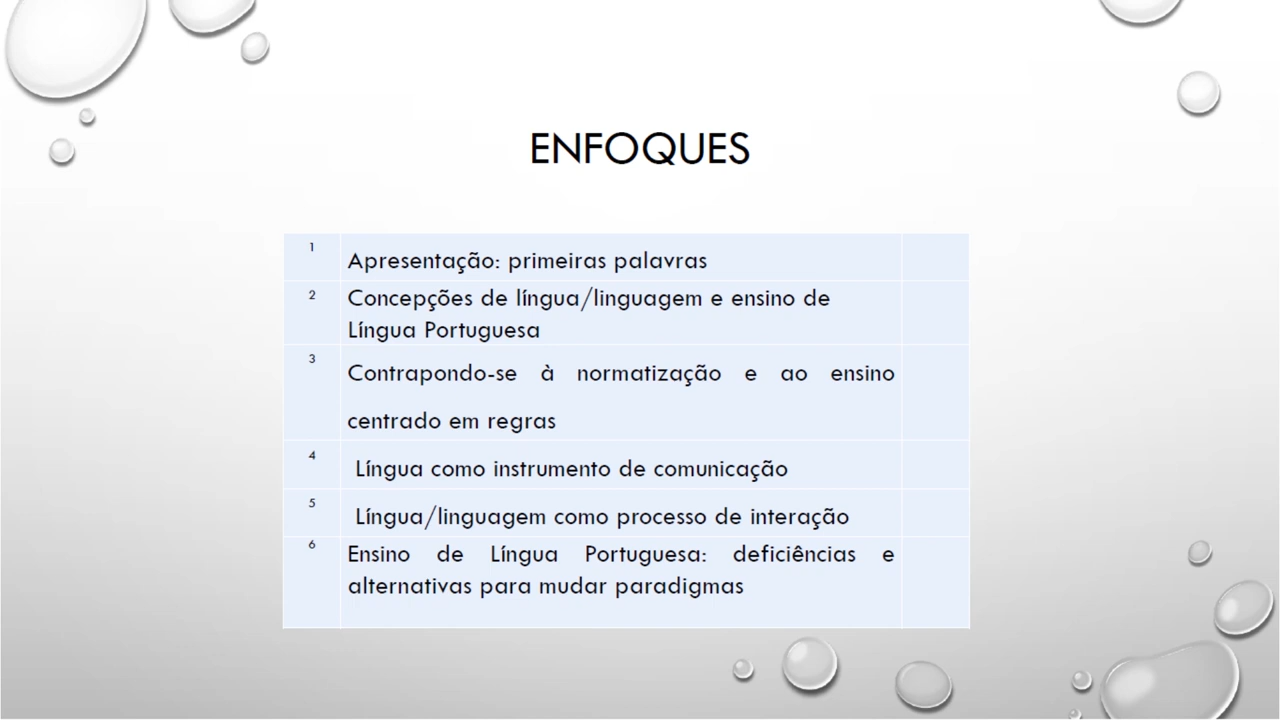 ENFOQUES
1 Apresentação: primeiras palavras
2 Concepções de língua/linguagem e ensino de
Língua Portuguesa
3 Contrapondo-se à normatização e ao ensino
centrado em regras
4 Língua como instrumento de comunicação
5 Língua/linguagem como processo de interação
6 Ensino de Língua Portuguesa: deficiências e
alternativas para mudar paradigmas